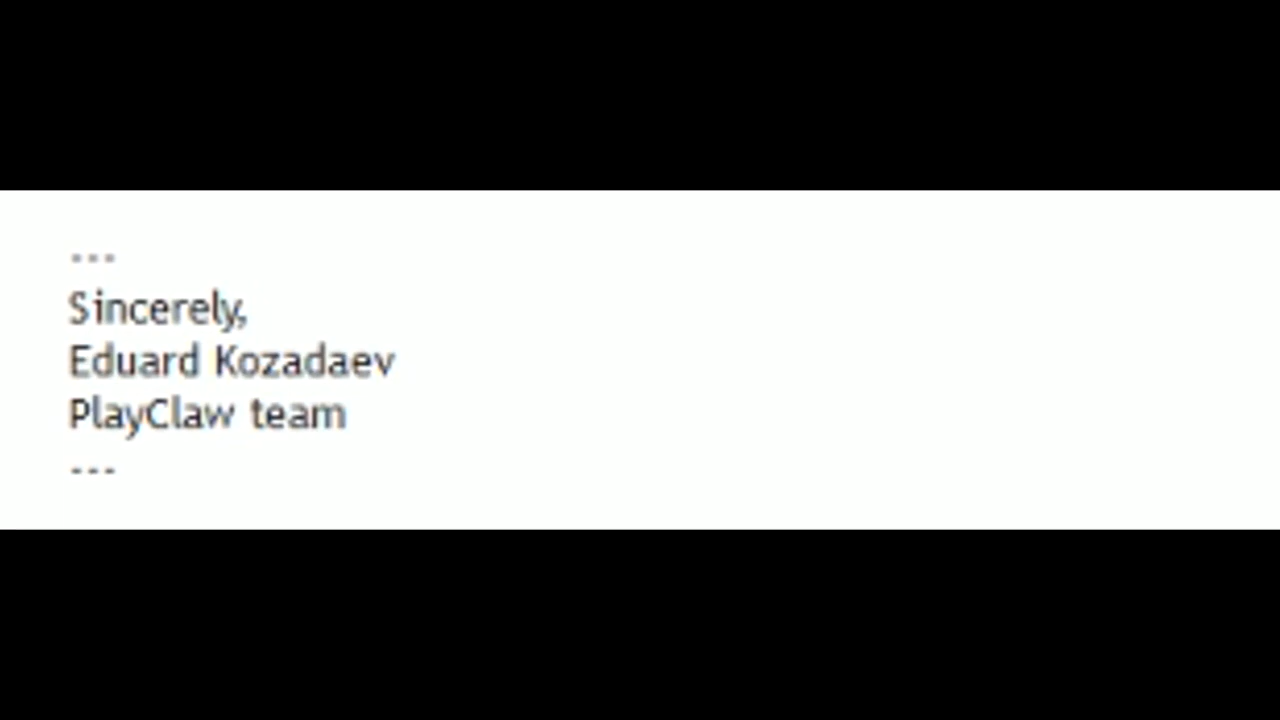 ---
Sincerely,
Eduard Kozadaev
PlayClaw team
---